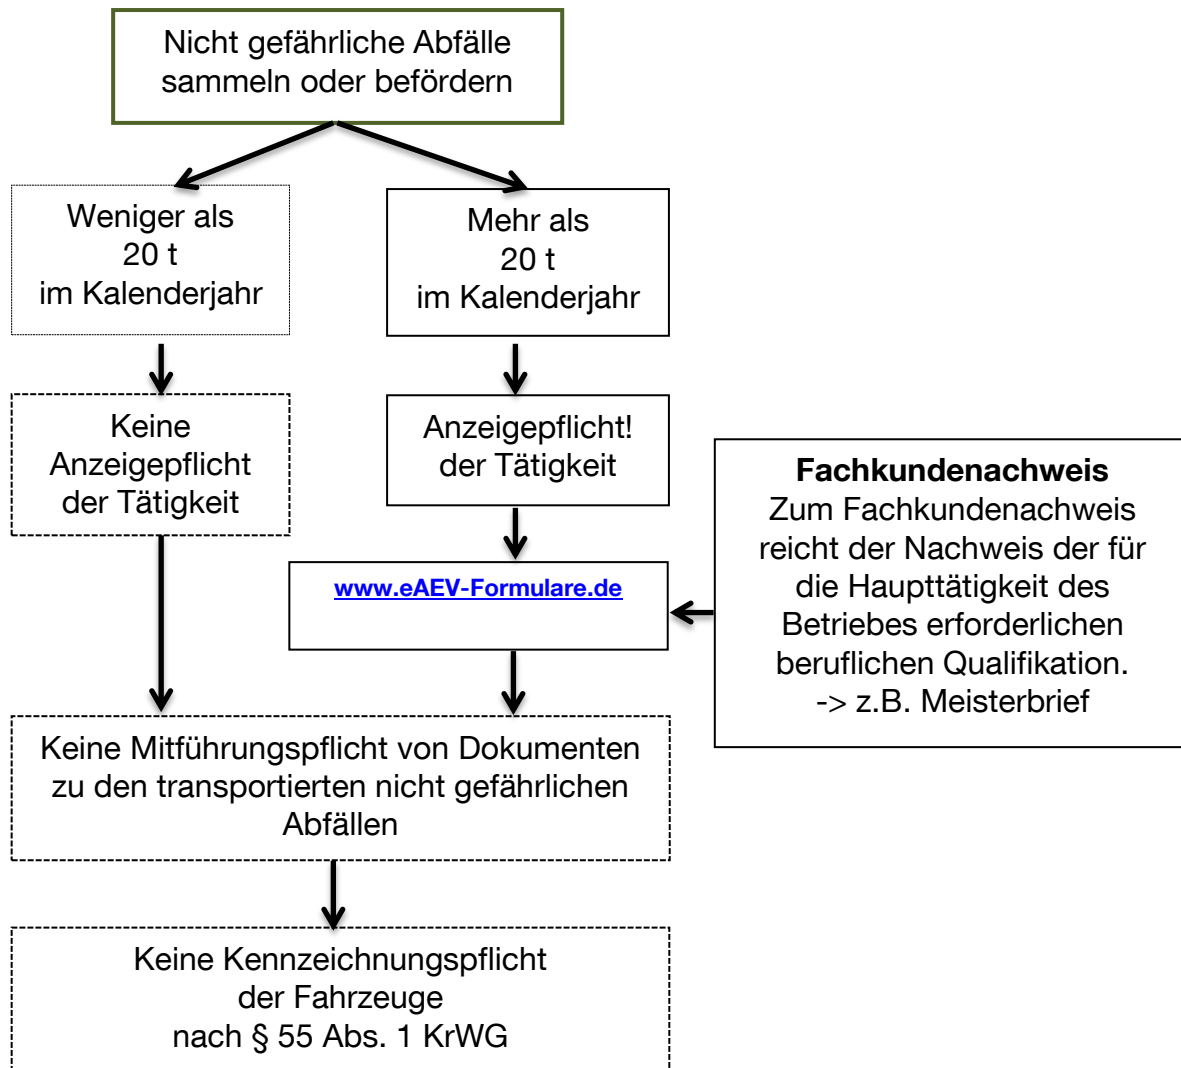 Nicht gefährliche Abfälle
sammeln oder befördern
Weniger als
20 t
im Kalenderjahr
Mehr als
20 t
im Kalenderjahr
Keine
Anzeigepflicht
der Tätigkeit
Anzeigepflicht!
der Tätigkeit
Fachkundenachweis
Zum Fachkundenachweis
reicht der Nachweis der für
die Haupttätigkeit des
Betriebes erforderlichen
beruflichen Qualifikation.
-> z.B. Meisterbrief
www.eAEV-Formulare.de
Keine Mitführungspflicht von Dokumenten
zu den transportierten nicht gefährlichen
Abfällen
Keine Kennzeichnungspflicht
der Fahrzeuge
nach § 55 Abs. 1 KrWG